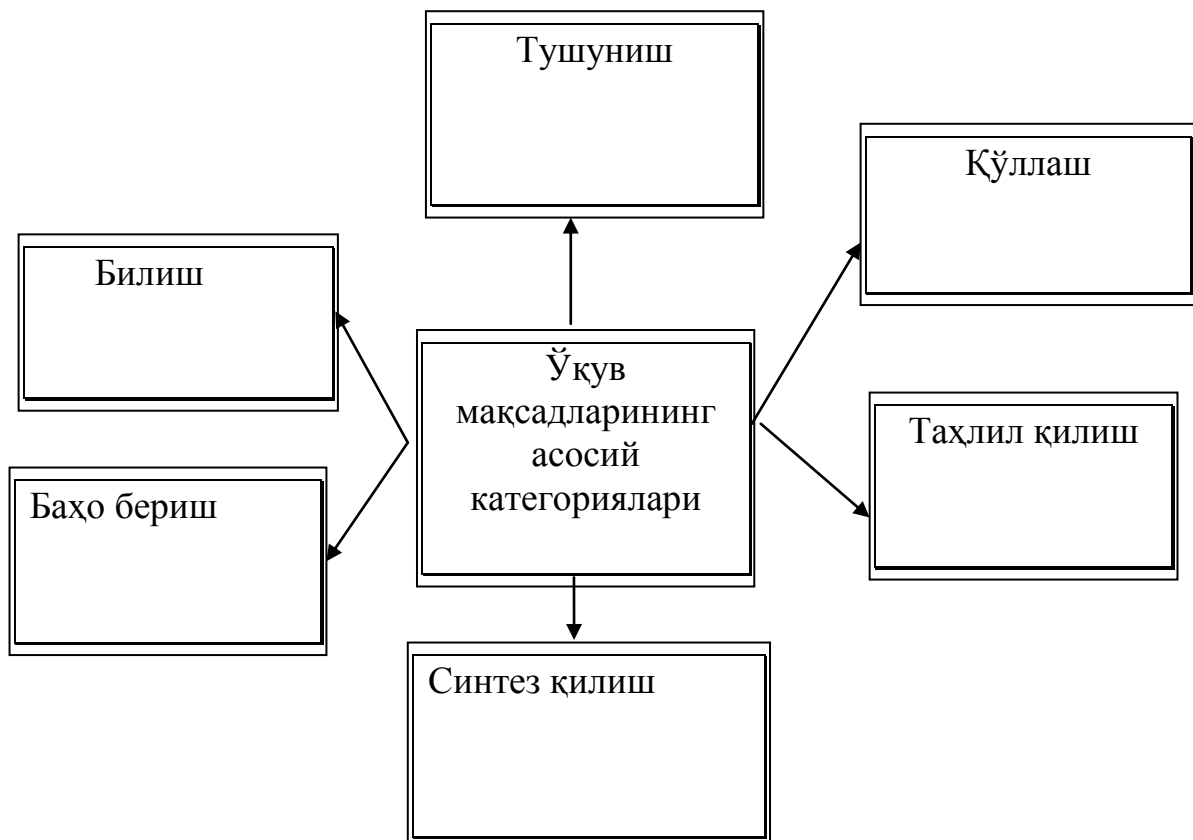 Тушуниш
Қўллаш
Билиш
Ўқув
мақсадларининг
асосий
категориялари
Таҳлил қилиш
Баҳо бериш
Синтез қилиш